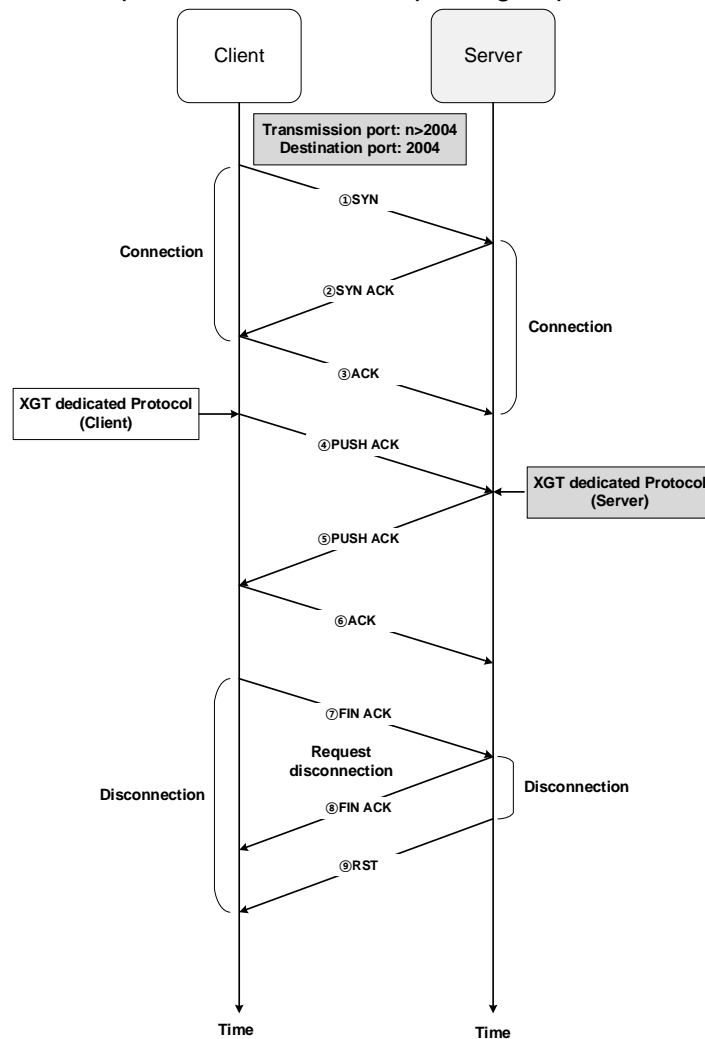 Client
Server
Transmission port: n>2004
Destination port: 2004
①SYN
Connection
②SYN ACK
Connection
③ACK
XGT dedicated Protocol
(Client)
④PUSH ACK
XGT dedicated Protocol
(Server)
⑤PUSH ACK
⑥ACK
⑦FIN ACK
Request
disconnection
Disconnection
Disconnection
⑧FIN ACK
⑨RST
Time
Time